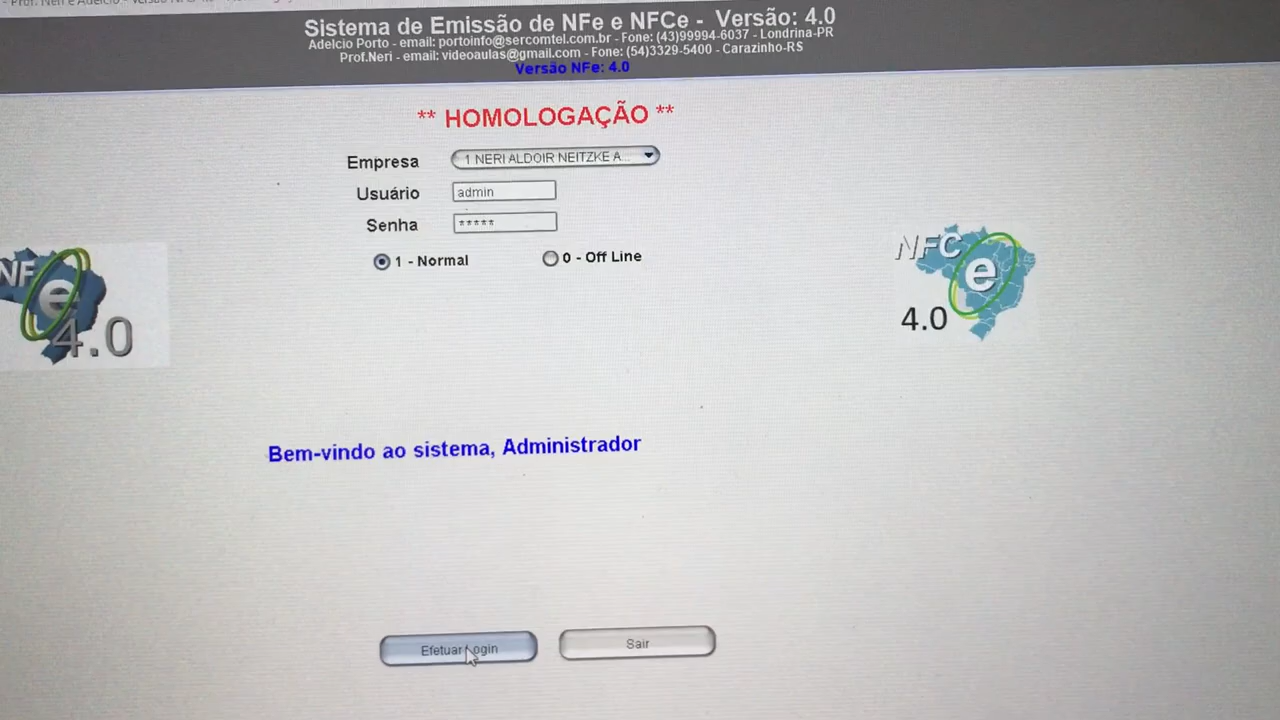 Sistema de Emissão de NFe e NFCe - Versão: 4.0
Adelcio Porto - email: portoinfo@sercomtel.com.br - Fone: (43)99994-6037 - Londrina-PR
Prof.Neri - email: videoaulas@gmail.com - Fone: (54)3329-5400 - Carazinho-RS
Versão NFe: 4.0
** HOMOLOGAÇÃO **
Empresa 1 NERI ALDOIR NEITZKE A...
Usuário admin
Senha *****
1 - Normal 0 - Off Line
NF e 4.0
NFC e 4.0
Bem-vindo ao sistema, Administrador
Efetuar Login Sair